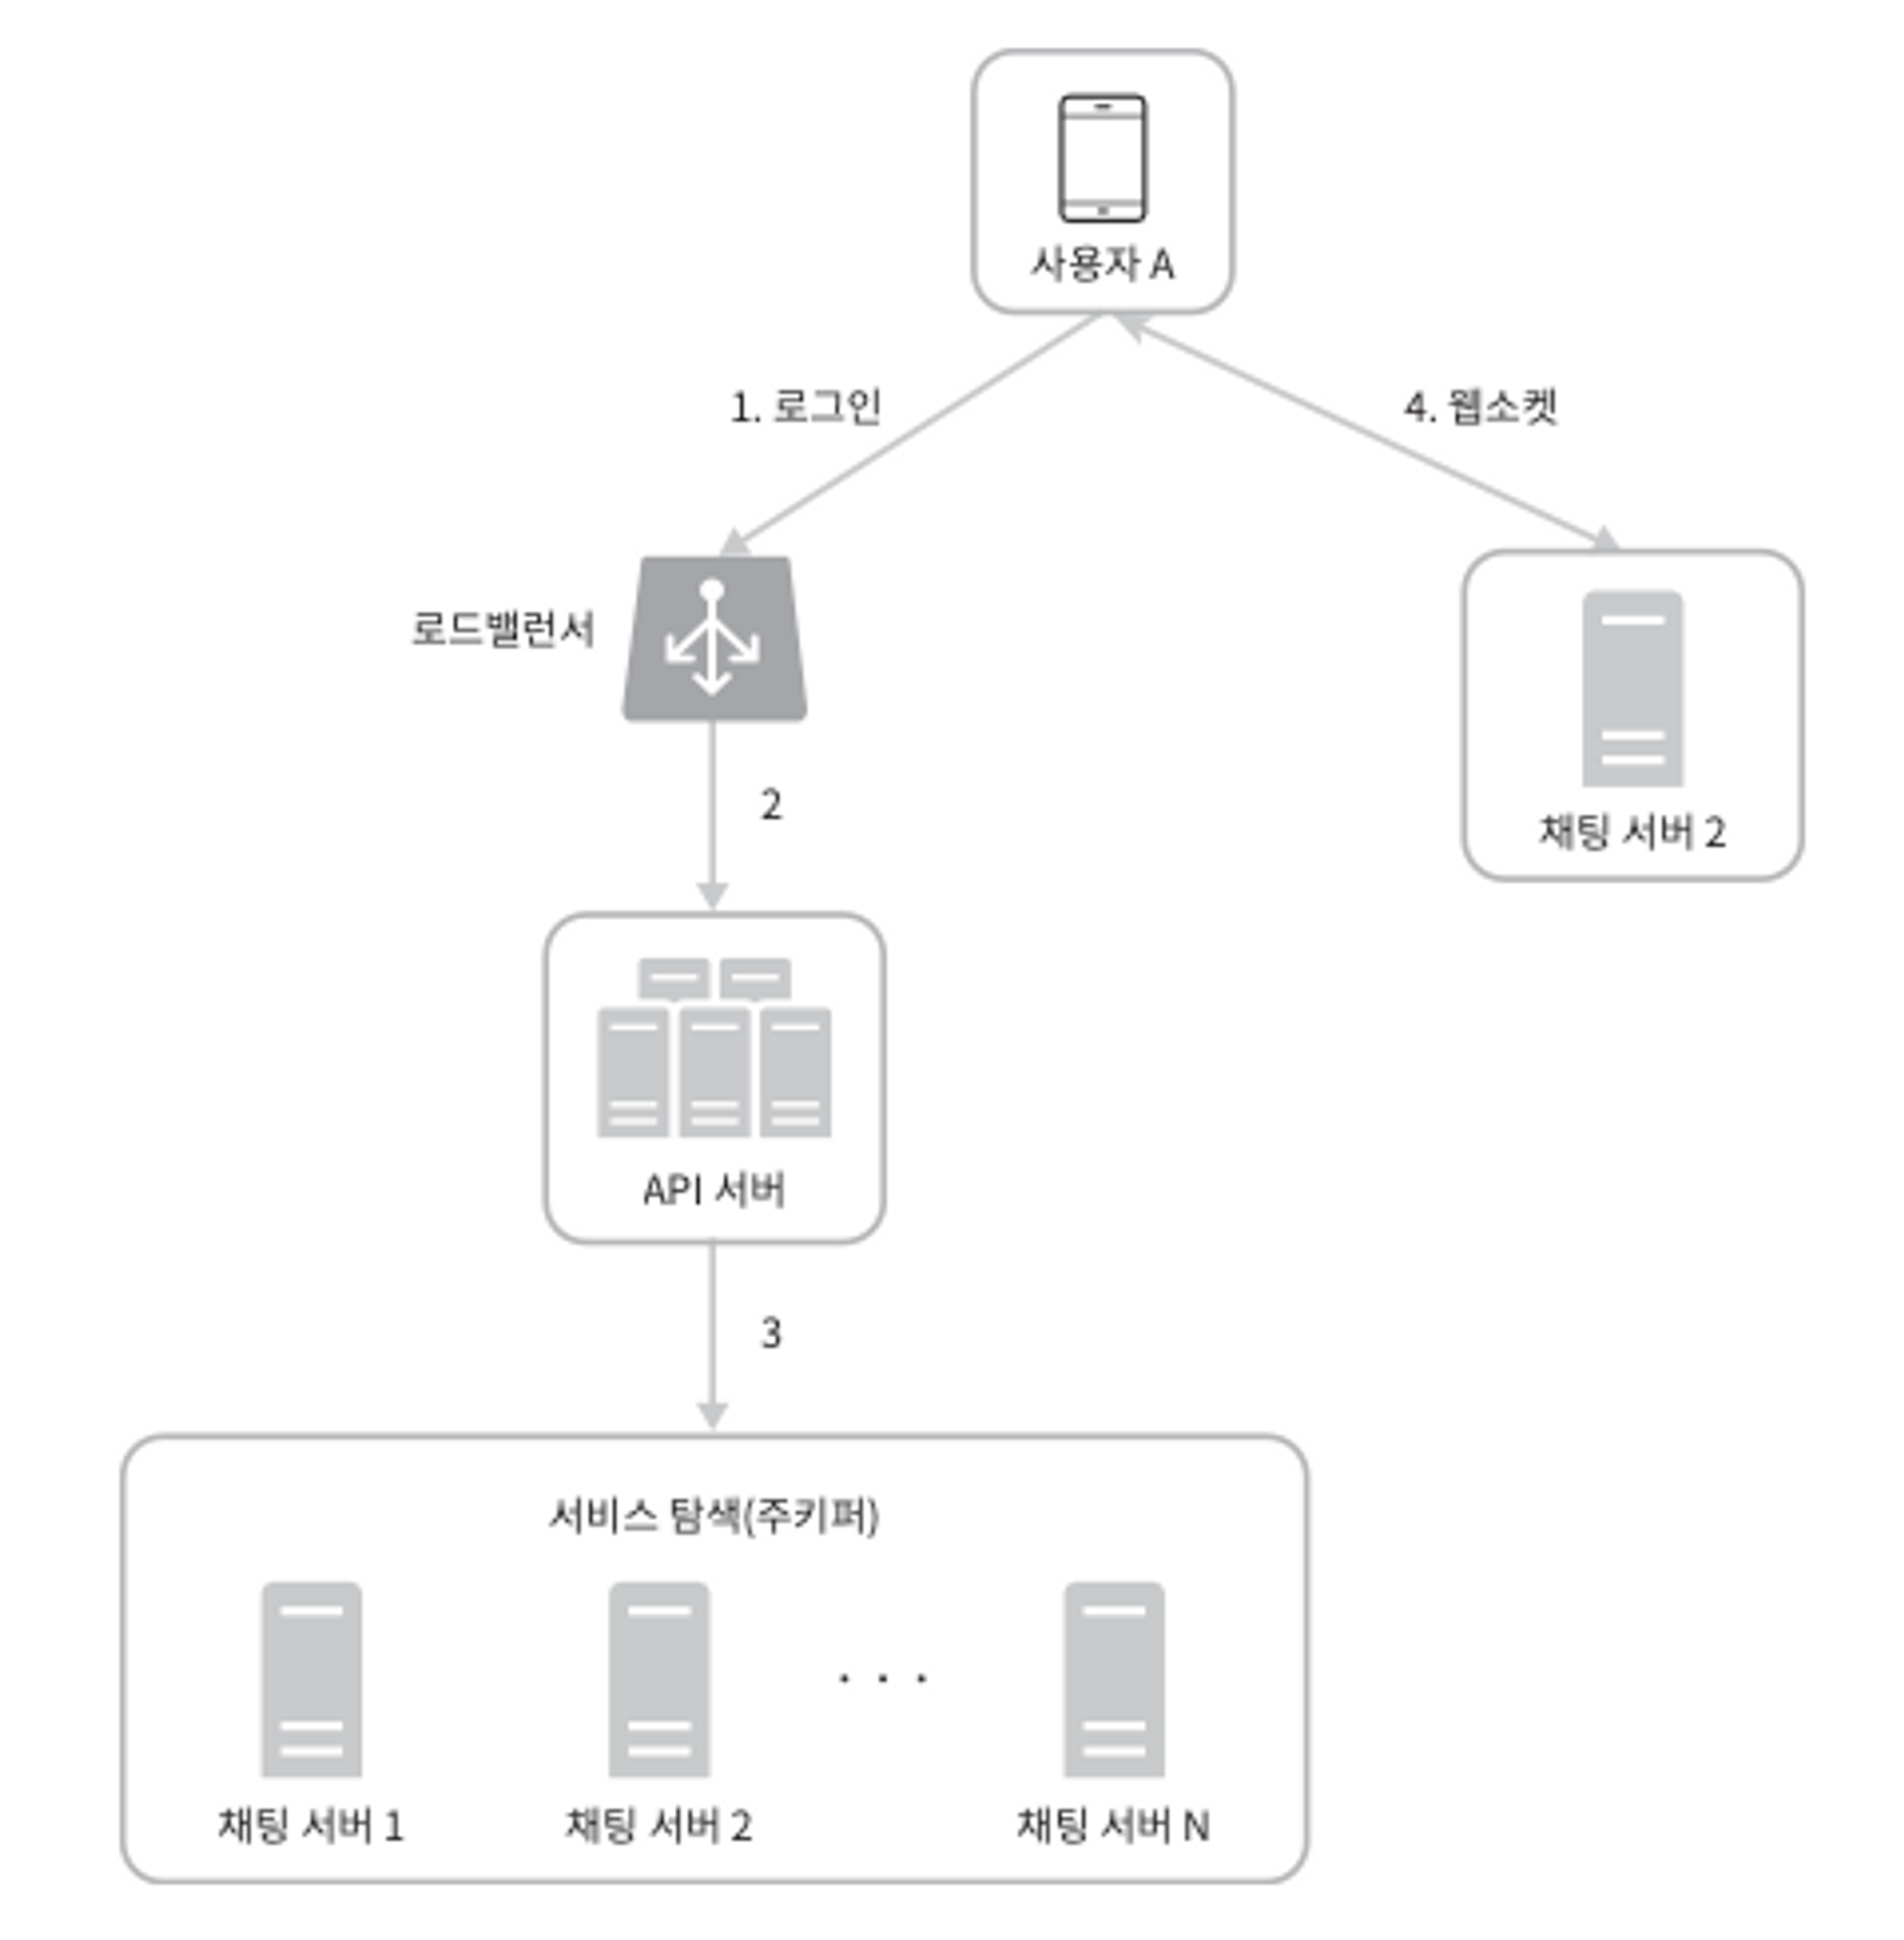 사용자 A
1. 로그인
4. 웹소켓
로드밸런서
2
채팅 서버 2
API 서버
3
서비스 탐색(주키퍼)
. . .
채팅 서버 1
채팅 서버 2
채팅 서버 N